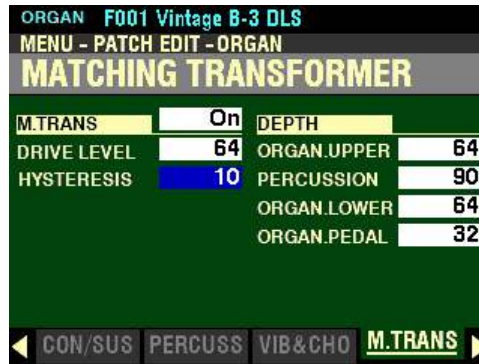 ORGAN F001 Vintage B-3 DLS
MENU - PATCH EDIT - ORGAN
MATCHING TRANSFORMER
M.TRANS On
DRIVE LEVEL 64
HYSTERESIS 10
DEPTH
ORGAN.UPPER 64
PERCUSSION 90
ORGAN.LOWER 64
ORGAN.PEDAL 32
CON/SUS PERCUSS VIB&CHO M.TRANS